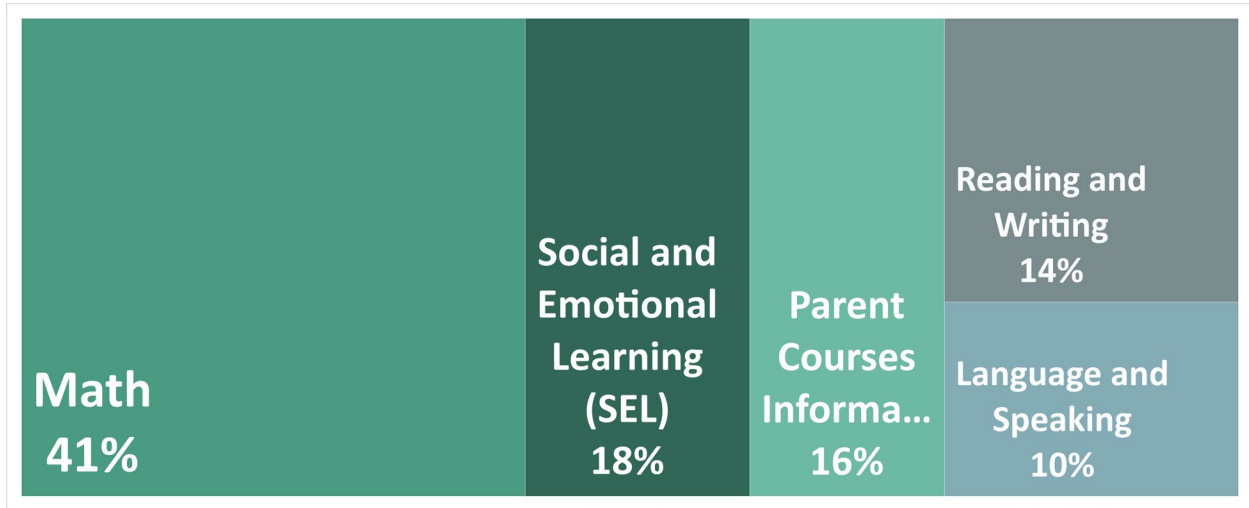 Math
41%
Social and
Emotional
Learning
(SEL)
18%
Parent
Courses
Informa...
16%
Reading and
Writing
14%
Language and
Speaking
10%